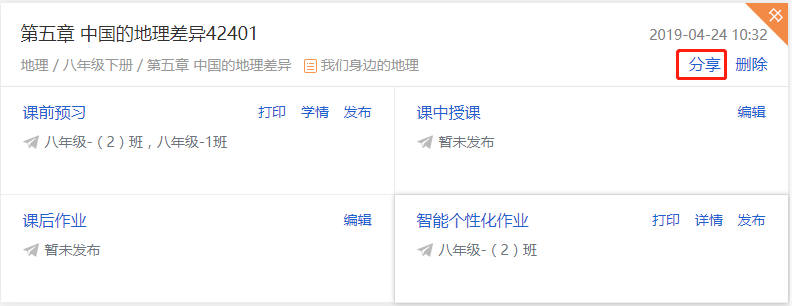 第五章 中国的地理差异42401 2019-04-24 10:32
地理 / 八年级下册 / 第五章 中国的地理差异 我们身边的地理 分享 删除
课前预习 打印 学情 发布 课中授课 编辑
八年级-（2）班，八年级-1班 暂未发布
课后作业 编辑 智能个性化作业 打印 详情 发布
暂未发布 八年级-（2）班